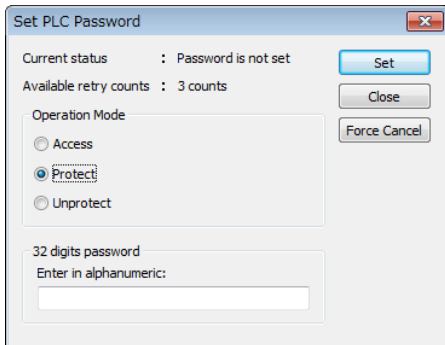 Set PLC Password
Current status : Password is not set
Available retry counts : 3 counts
Set
Close
Force Cancel
Operation Mode
Access
Protect
Unprotect
32 digits password
Enter in alphanumeric: